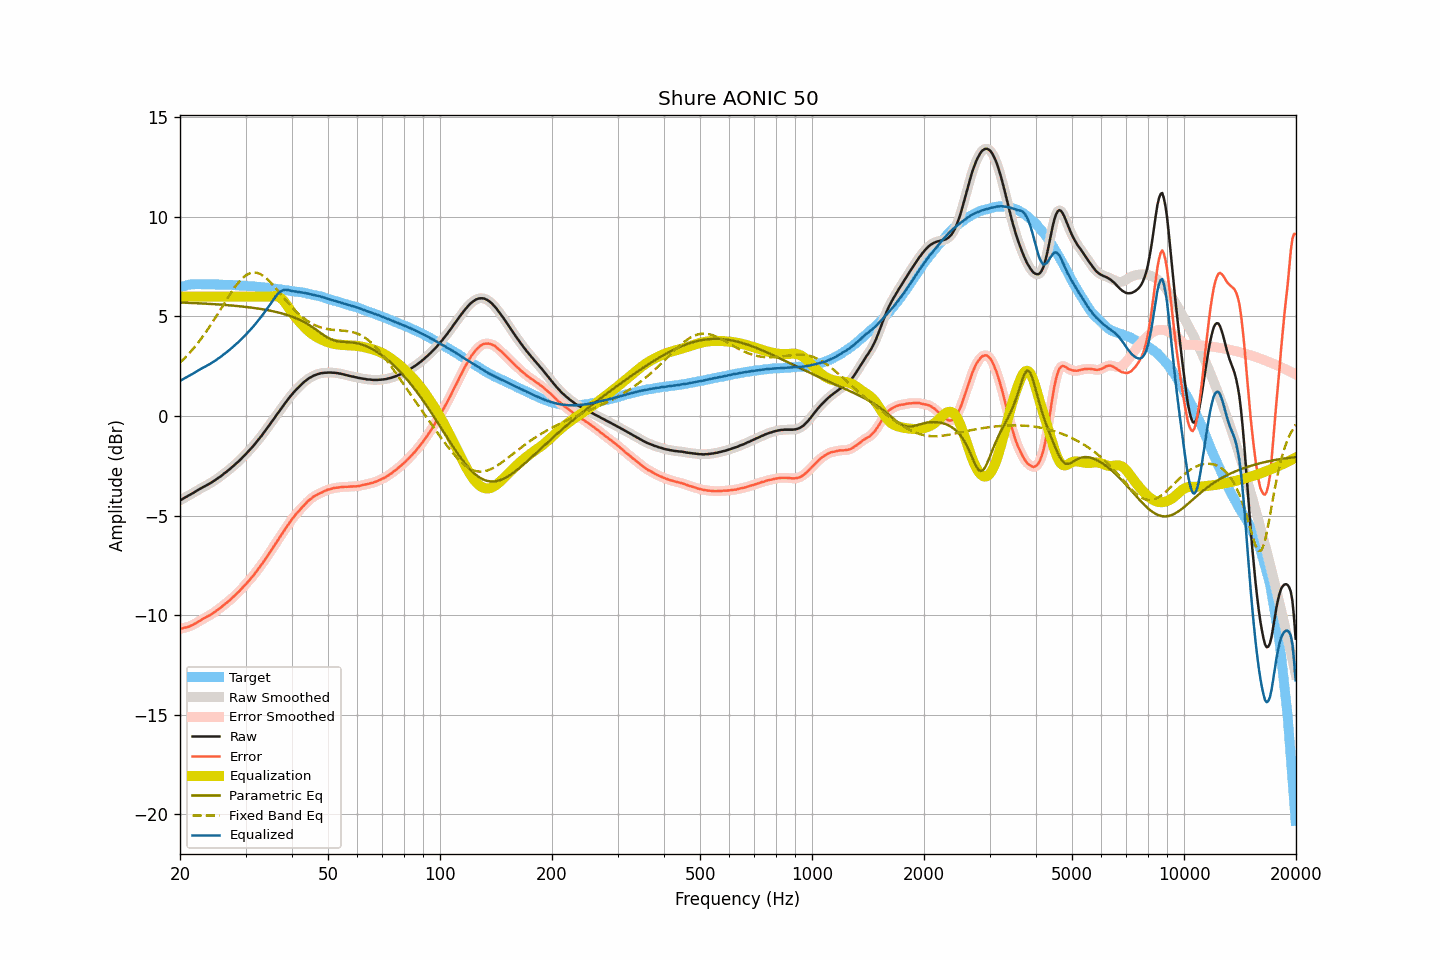 Shure AONIC 50
15
10
5
0
−5
−10
−15
−20
Amplitude (dBr)
Target
Raw Smoothed
Error Smoothed
Raw
Error
Equalization
Parametric Eq
Fixed Band Eq
Equalized
20 50 100 200 500 1000 2000 5000 10000 20000
Frequency (Hz)